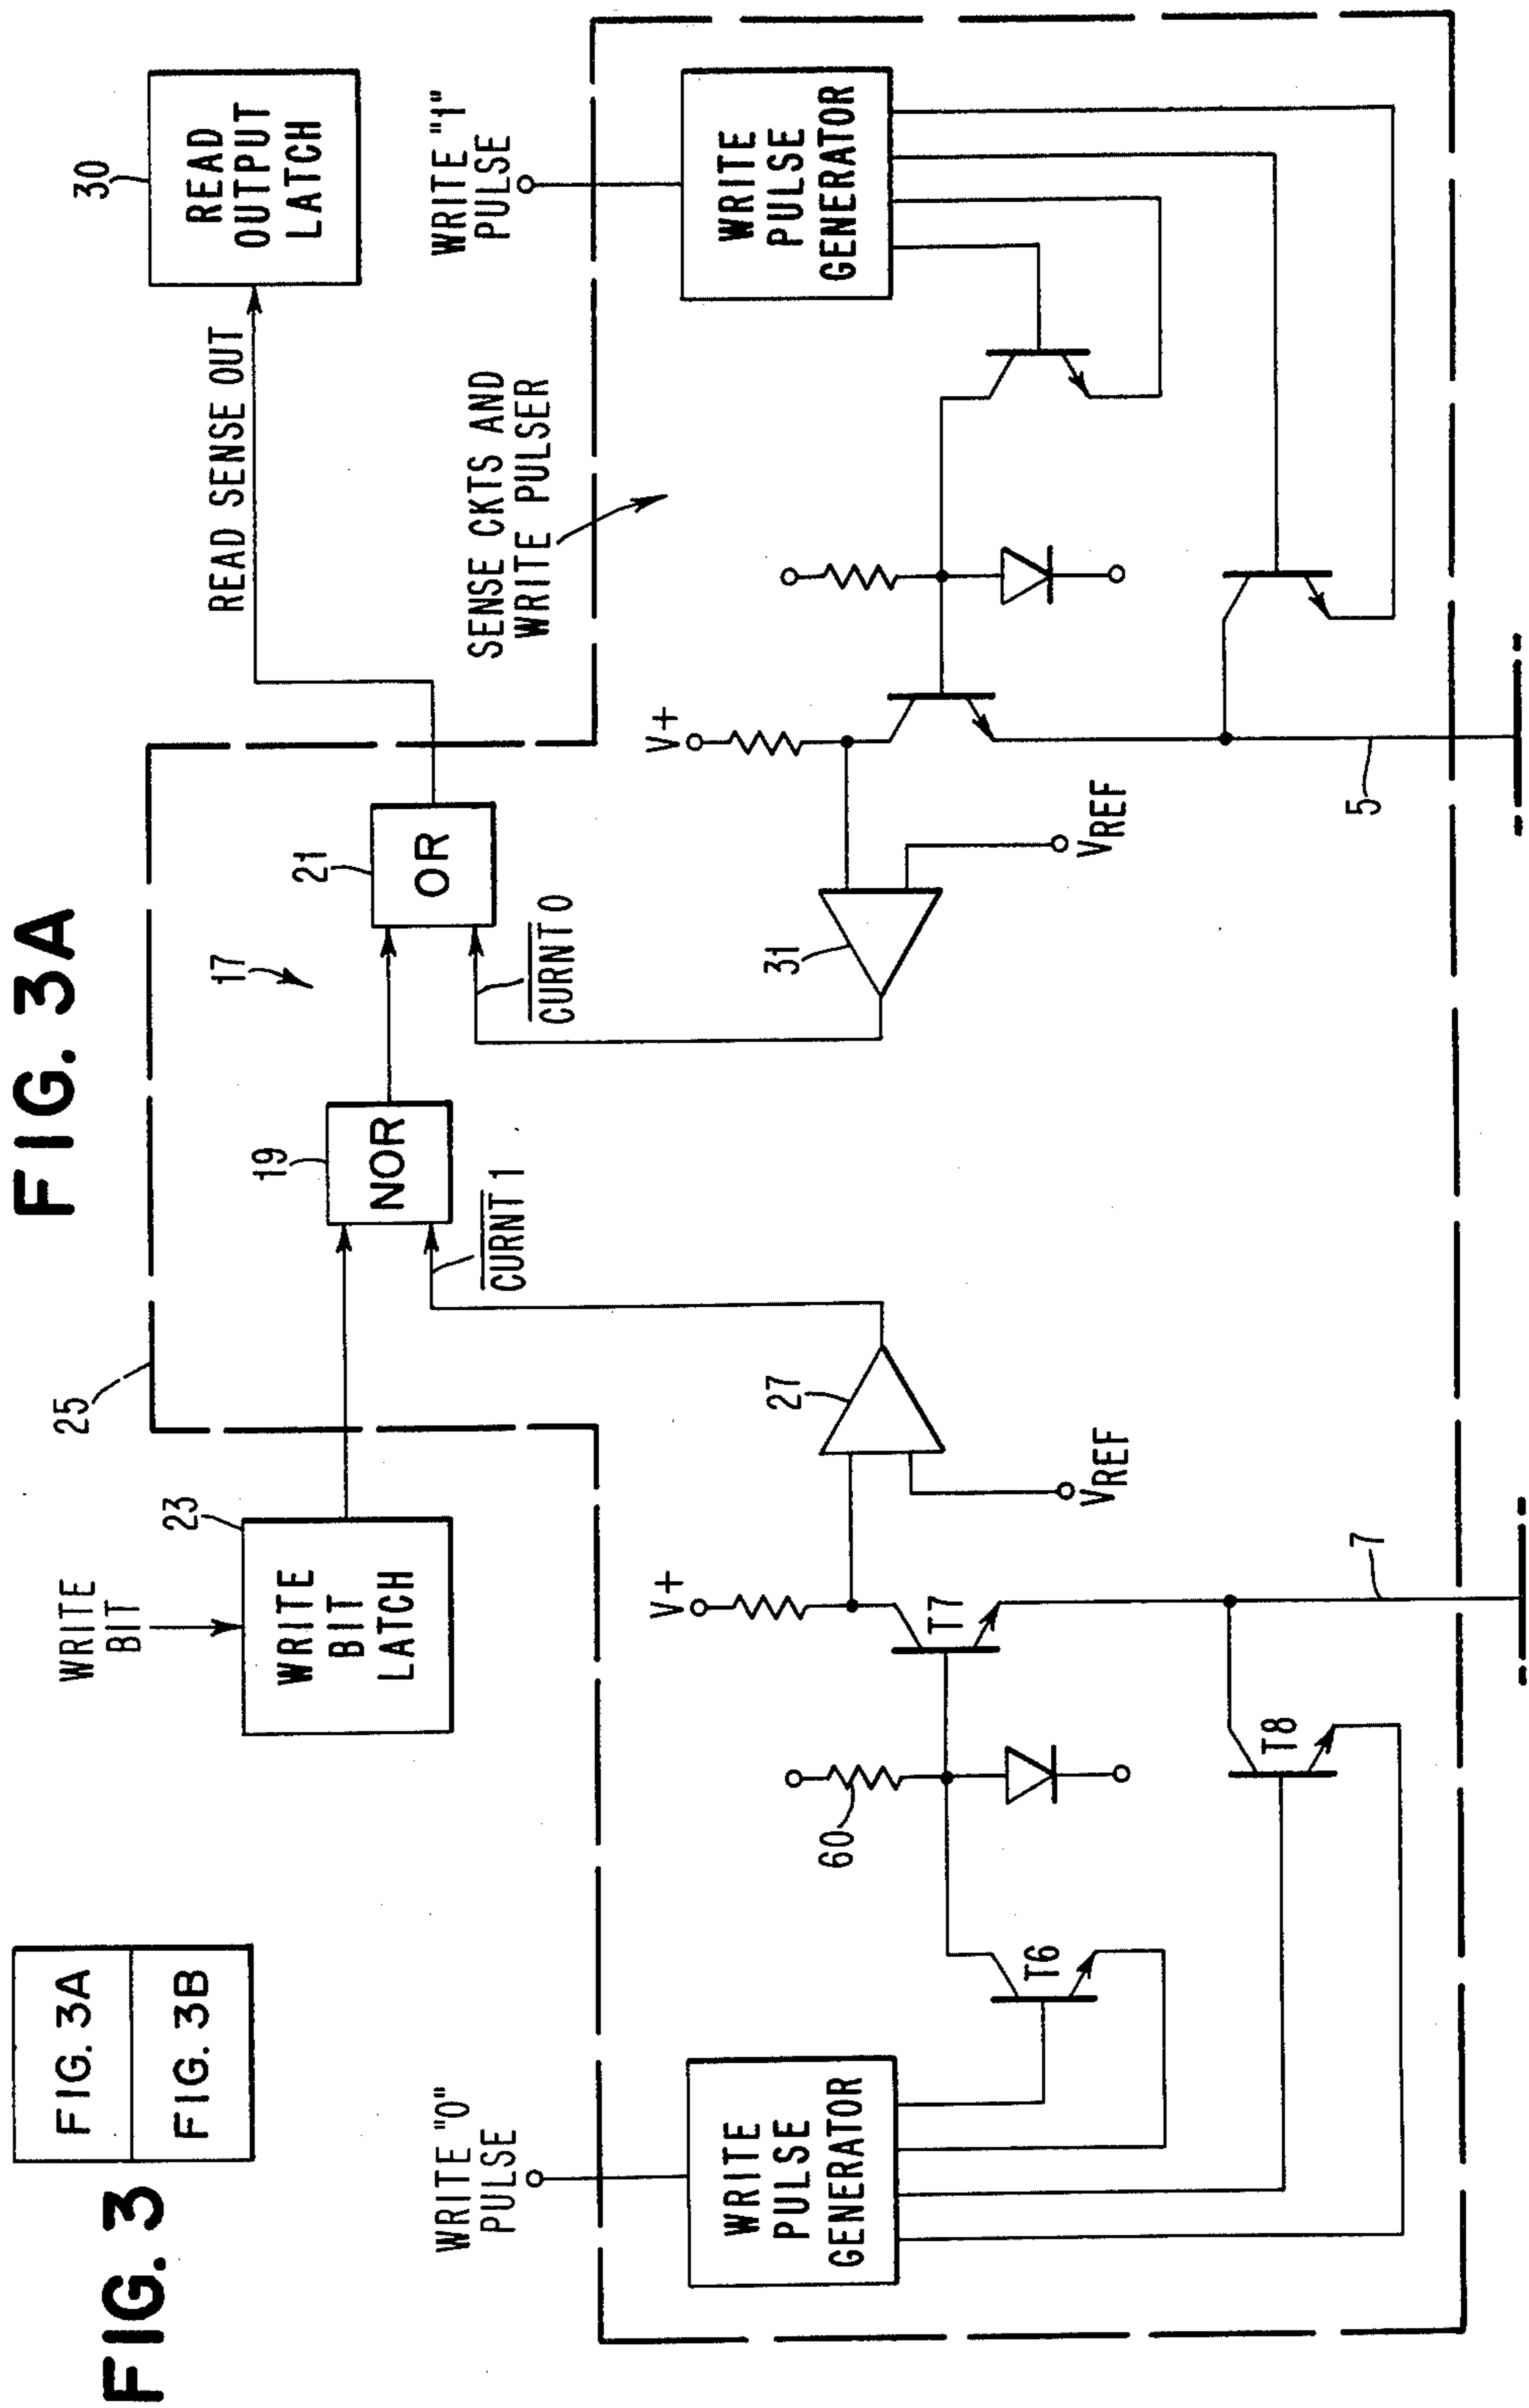 FIG. 3
FIG. 3A
FIG. 3B
FIG. 3A
WRITE
BIT
23
WRITE
BIT
LATCH
25
19
NOR
CURNT 1
17
21
OR
CURNT 0
READ SENSE OUT
30
READ
OUTPUT
LATCH
WRITE "0"
PULSE
WRITE
PULSE
GENERATOR
T6
60
V+
T7
T8
27
VREF
7
31
VREF
V+
5
SENSE CKTS AND
WRITE PULSER
WRITE "1"
PULSE
WRITE
PULSE
GENERATOR